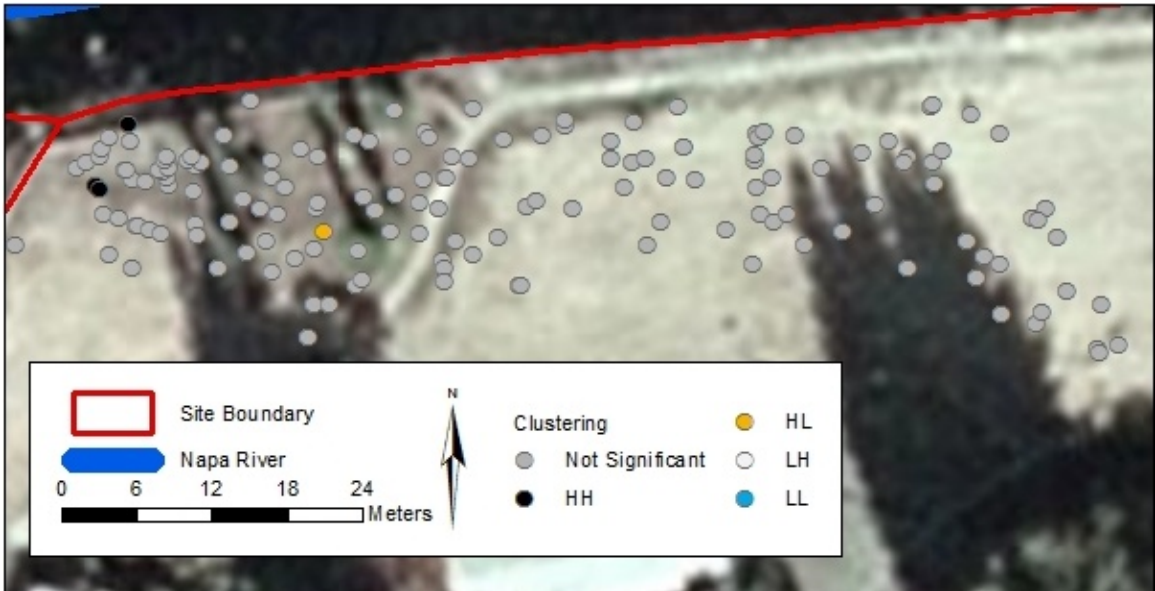 Site Boundary
Napa River
0 6 12 18 24
Meters
N
Clustering
Not Significant
HH
HL
LH
LL